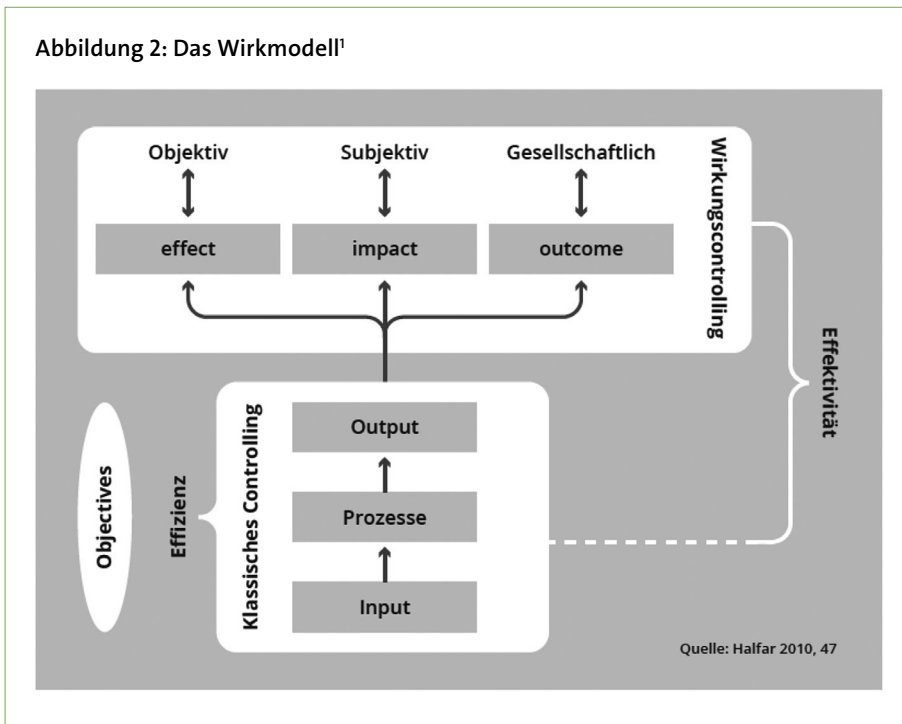 Abbildung 2: Das Wirkmodell¹
Objektiv
Subjektiv
Gesellschaftlich
effect
impact
outcome
Wirkungscontrolling
Effektivität
Objectives
Effizienz
Klassisches Controlling
Output
Prozesse
Input
Quelle: Halfar 2010, 47